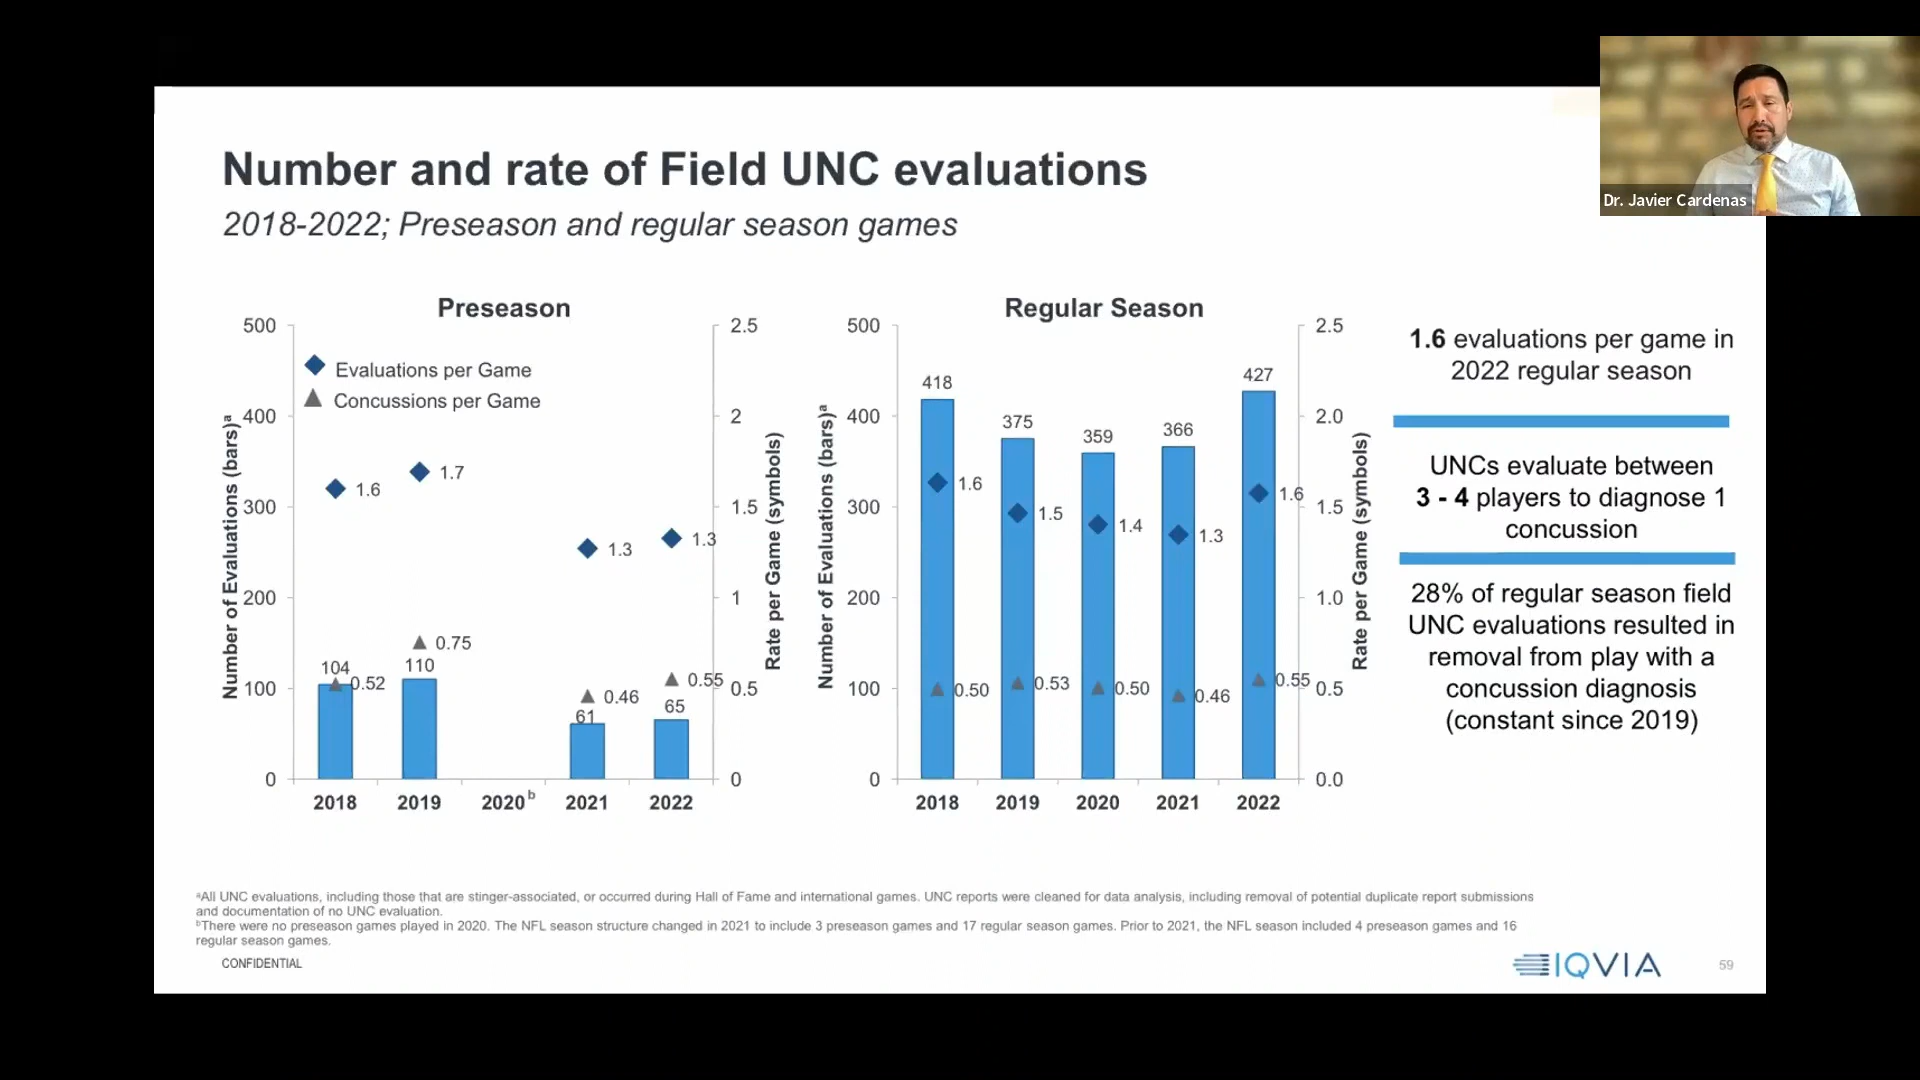 Dr. Javier Cardenas
Number and rate of Field UNC evaluations
2018-2022; Preseason and regular season games
Preseason
Number of Evaluations (bars)ᵃ
500
400
300
200
100
0
Evaluations per Game
Concussions per Game
1.6
1.7
1.3
1.3
0.52
0.75
0.46
0.55
104
110
61
65
2018
2019
2020ᵇ
2021
2022
2.5
2
1.5
1
0.5
0
Rate per Game (symbols)
Regular Season
Number of Evaluations (bars)ᵃ
500
400
300
200
100
0
418
375
359
366
427
1.6
1.5
1.4
1.3
1.6
0.50
0.53
0.50
0.46
0.55
2018
2019
2020
2021
2022
2.5
2.0
1.5
1.0
0.5
0.0
Rate per Game (symbols)
1.6 evaluations per game in
2022 regular season
UNCs evaluate between
3 - 4 players to diagnose 1
concussion
28% of regular season field
UNC evaluations resulted in
removal from play with a
concussion diagnosis
(constant since 2019)
ᵃAll UNC evaluations, including those that are stinger-associated, or occurred during Hall of Fame and international games. UNC reports were cleaned for data analysis, including removal of potential duplicate report submissions
and documentation of no UNC evaluation.
ᵇThere were no preseason games played in 2020. The NFL season structure changed in 2021 to include 3 preseason games and 17 regular season games. Prior to 2021, the NFL season included 4 preseason games and 16
regular season games.
CONFIDENTIAL
IQVIA
59